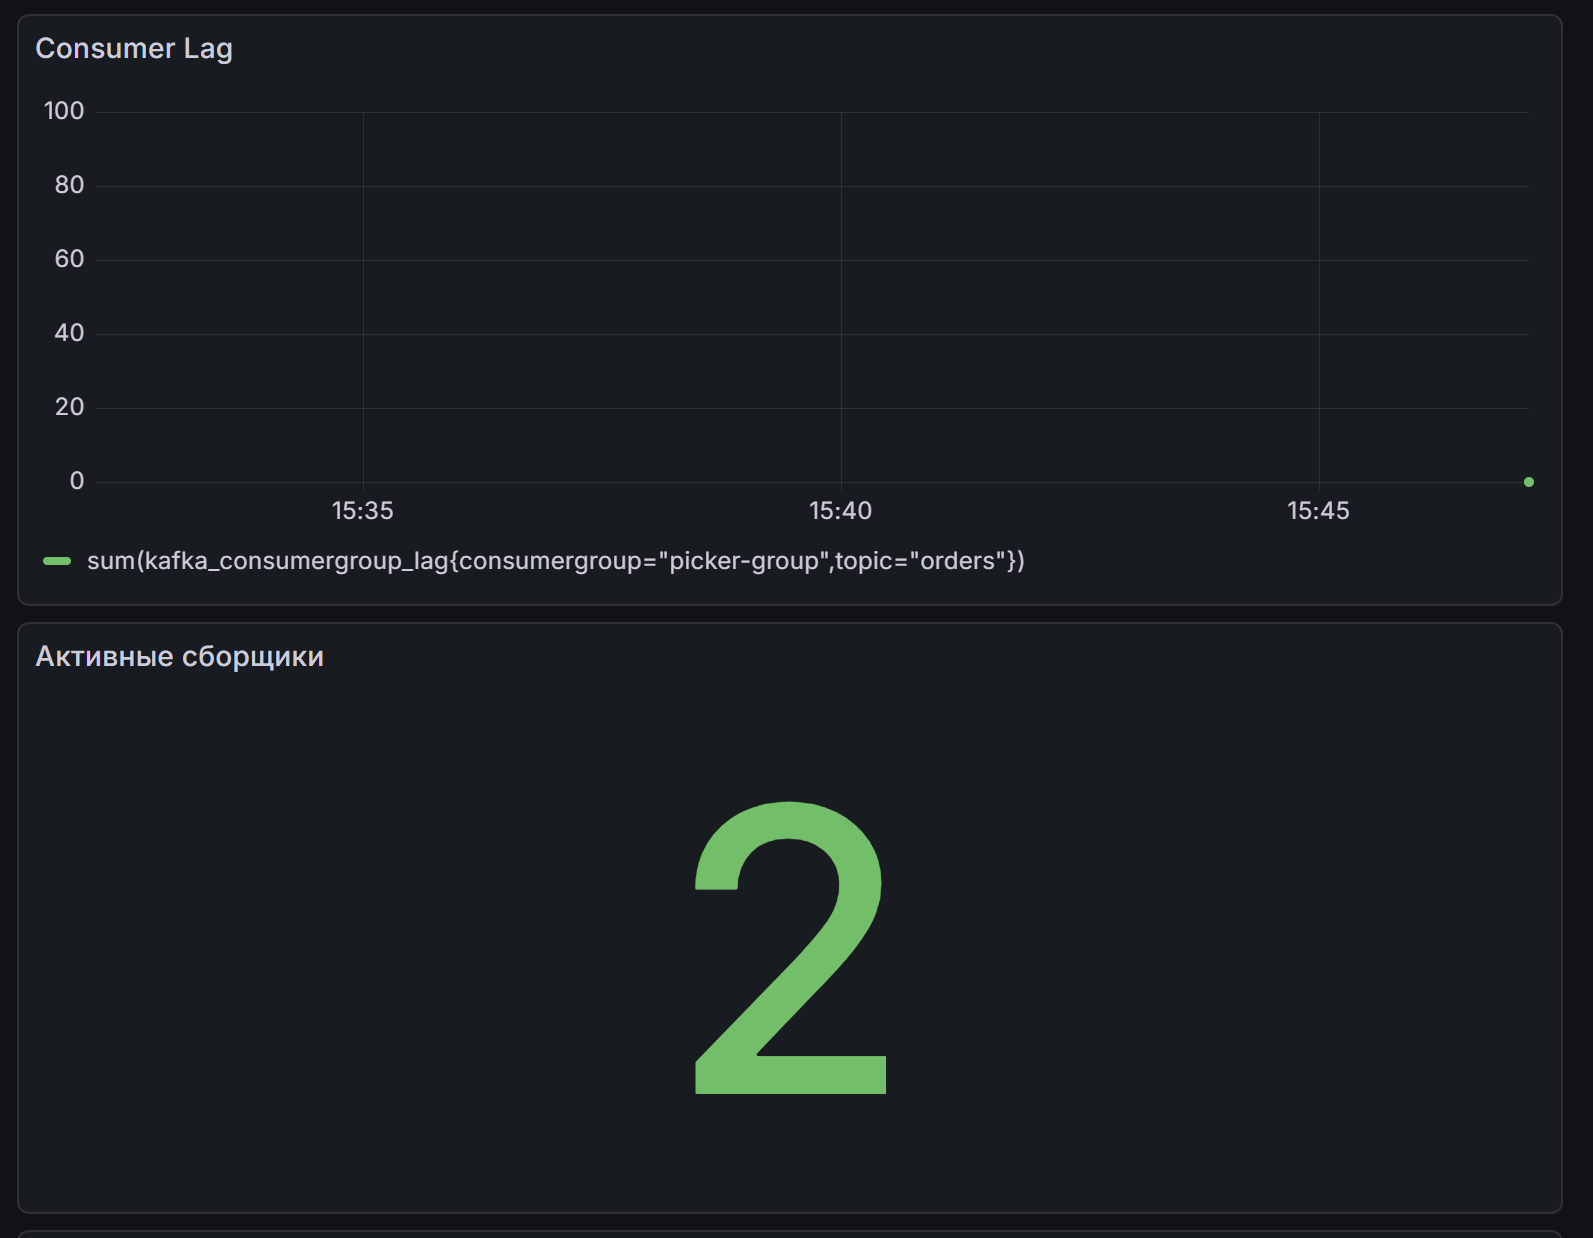 Consumer Lag
100
80
60
40
20
0
15:35 15:40 15:45
sum(kafka_consumergroup_lag{consumergroup="picker-group",topic="orders"})
Активные сборщики
2